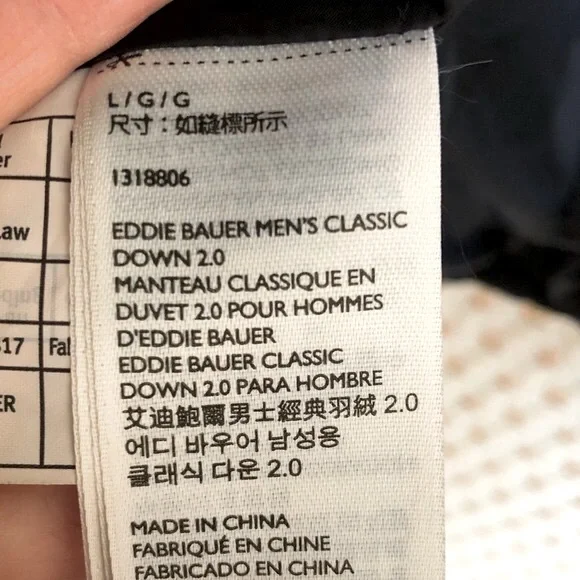 L / G / G
尺寸：如縫標所示
1318806
EDDIE BAUER MEN'S CLASSIC
DOWN 2.0
MANTEAU CLASSIQUE EN
DUVET 2.0 POUR HOMMES
D'EDDIE BAUER
EDDIE BAUER CLASSIC
DOWN 2.0 PARA HOMBRE
艾迪鮑爾男士經典羽絨 2.0
에디 바우어 남성용
클래식 다운 2.0
MADE IN CHINA
FABRIQUÉ EN CHINE
FABRICADO EN CHINA